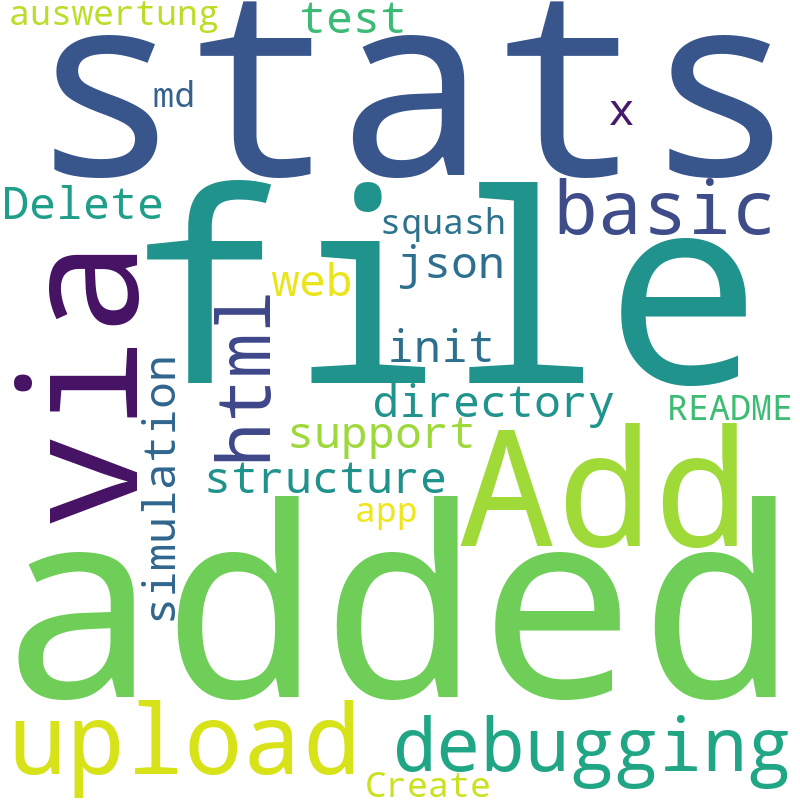 auswertung
test
stats
md
x
Delete
file
basic
squash
json
web
via
html
init
simulation
directory
README
support
Add
structure
app
added
upload
debugging
Create